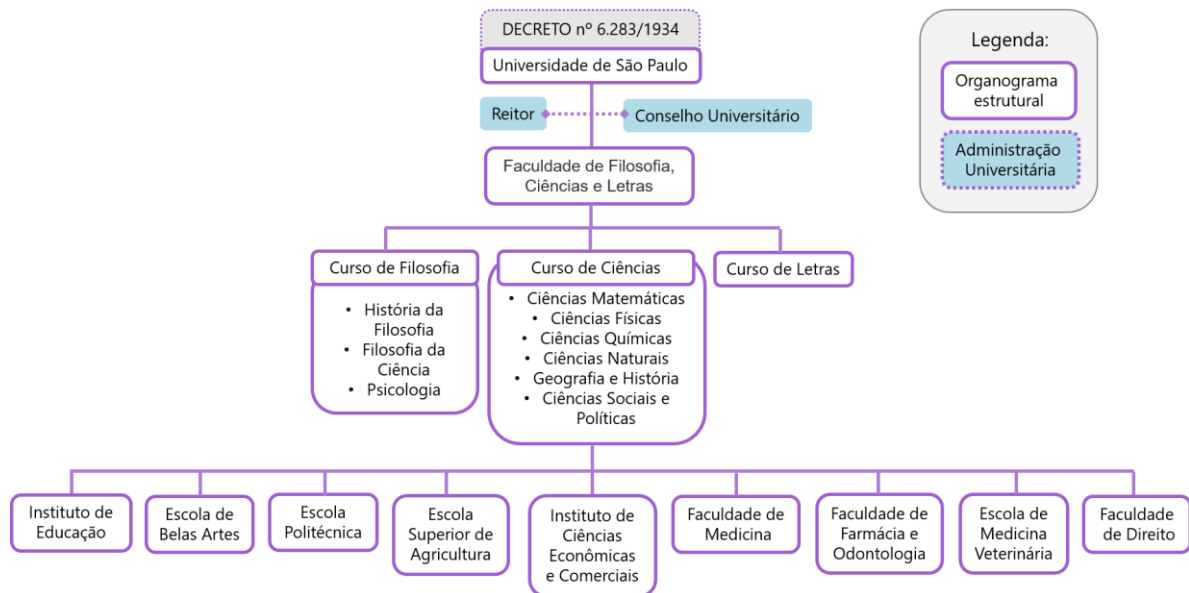 DECRETO nº 6.283/1934
Universidade de São Paulo
Reitor
Conselho Universitário
Faculdade de Filosofia,
Ciências e Letras
Legenda:
Organograma
estrutural
Administração
Universitária
Curso de Filosofia
• História da
Filosofia
• Filosofia da
Ciência
• Psicologia
Curso de Ciências
• Ciências Matemáticas
• Ciências Físicas
• Ciências Químicas
• Ciências Naturais
• Geografia e História
• Ciências Sociais e
Políticas
Curso de Letras
Instituto de
Educação
Escola de
Belas Artes
Escola
Politécnica
Escola
Superior de
Agricultura
Instituto de
Ciências
Econômicas
e Comerciais
Faculdade de
Medicina
Faculdade de
Farmácia e
Odontologia
Escola de
Medicina
Veterinária
Faculdade
de Direito